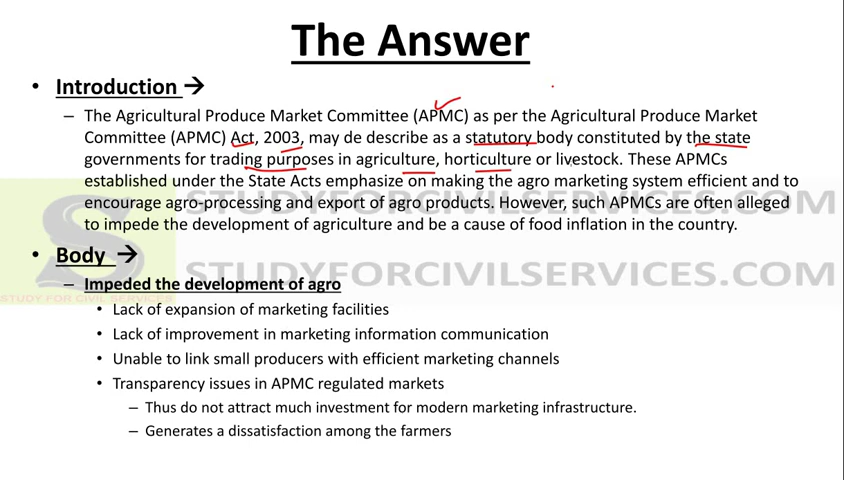 The Answer
• Introduction →
– The Agricultural Produce Market Committee (APMC) as per the Agricultural Produce Market
Committee (APMC) Act, 2003, may de describe as a statutory body constituted by the state
governments for trading purposes in agriculture, horticulture or livestock. These APMCs
established under the State Acts emphasize on making the agro marketing system efficient and to
STUDYFORCIVILSERVICES.COM
encourage agro-processing and export of agro products. However, such APMCs are often alleged
to impede the development of agriculture and be a cause of food inflation in the country.
• Body →
STUDYFORCIVILSERVICES.COM
– Impeded the development of agro
STUDY FOR CIVIL SERVICES
• Lack of expansion of marketing facilities
• Lack of improvement in marketing information communication
• Unable to link small producers with efficient marketing channels
• Transparency issues in APMC regulated markets
– Thus do not attract much investment for modern marketing infrastructure.
– Generates a dissatisfaction among the farmers